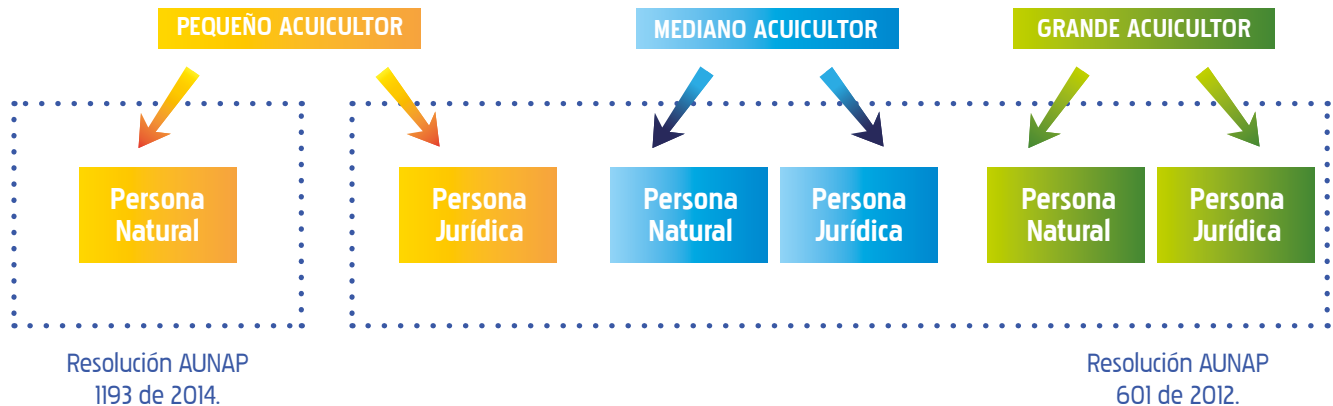 PEQUEÑO ACUICULTOR
MEDIANO ACUICULTOR
GRANDE ACUICULTOR
Persona
Natural
Persona
Jurídica
Persona
Natural
Persona
Jurídica
Persona
Natural
Persona
Jurídica
Resolución AUNAP
1193 de 2014.
Resolución AUNAP
601 de 2012.